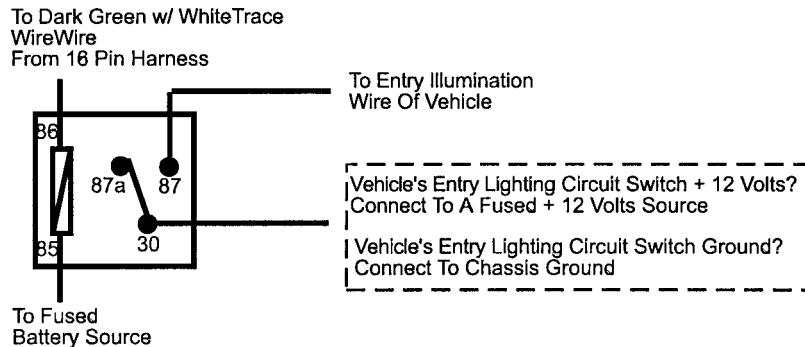 To Dark Green w/ WhiteTrace
WireWire
From 16 Pin Harness
To Entry Illumination
Wire Of Vehicle
86
87a
87
85
30
Vehicle's Entry Lighting Circuit Switch + 12 Volts?
Connect To A Fused + 12 Volts Source
Vehicle's Entry Lighting Circuit Switch Ground?
Connect To Chassis Ground
To Fused
Battery Source